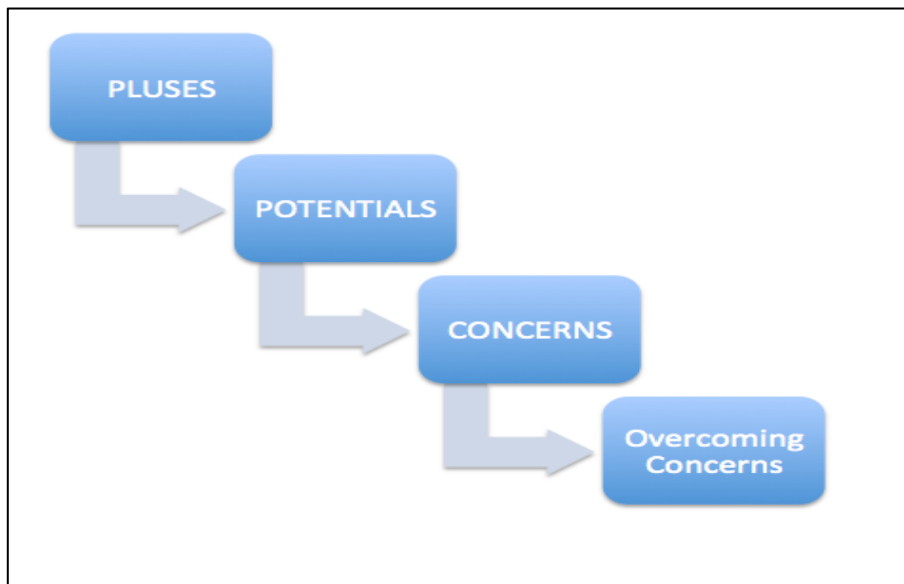 PLUSES
POTENTIALS
CONCERNS
Overcoming
Concerns